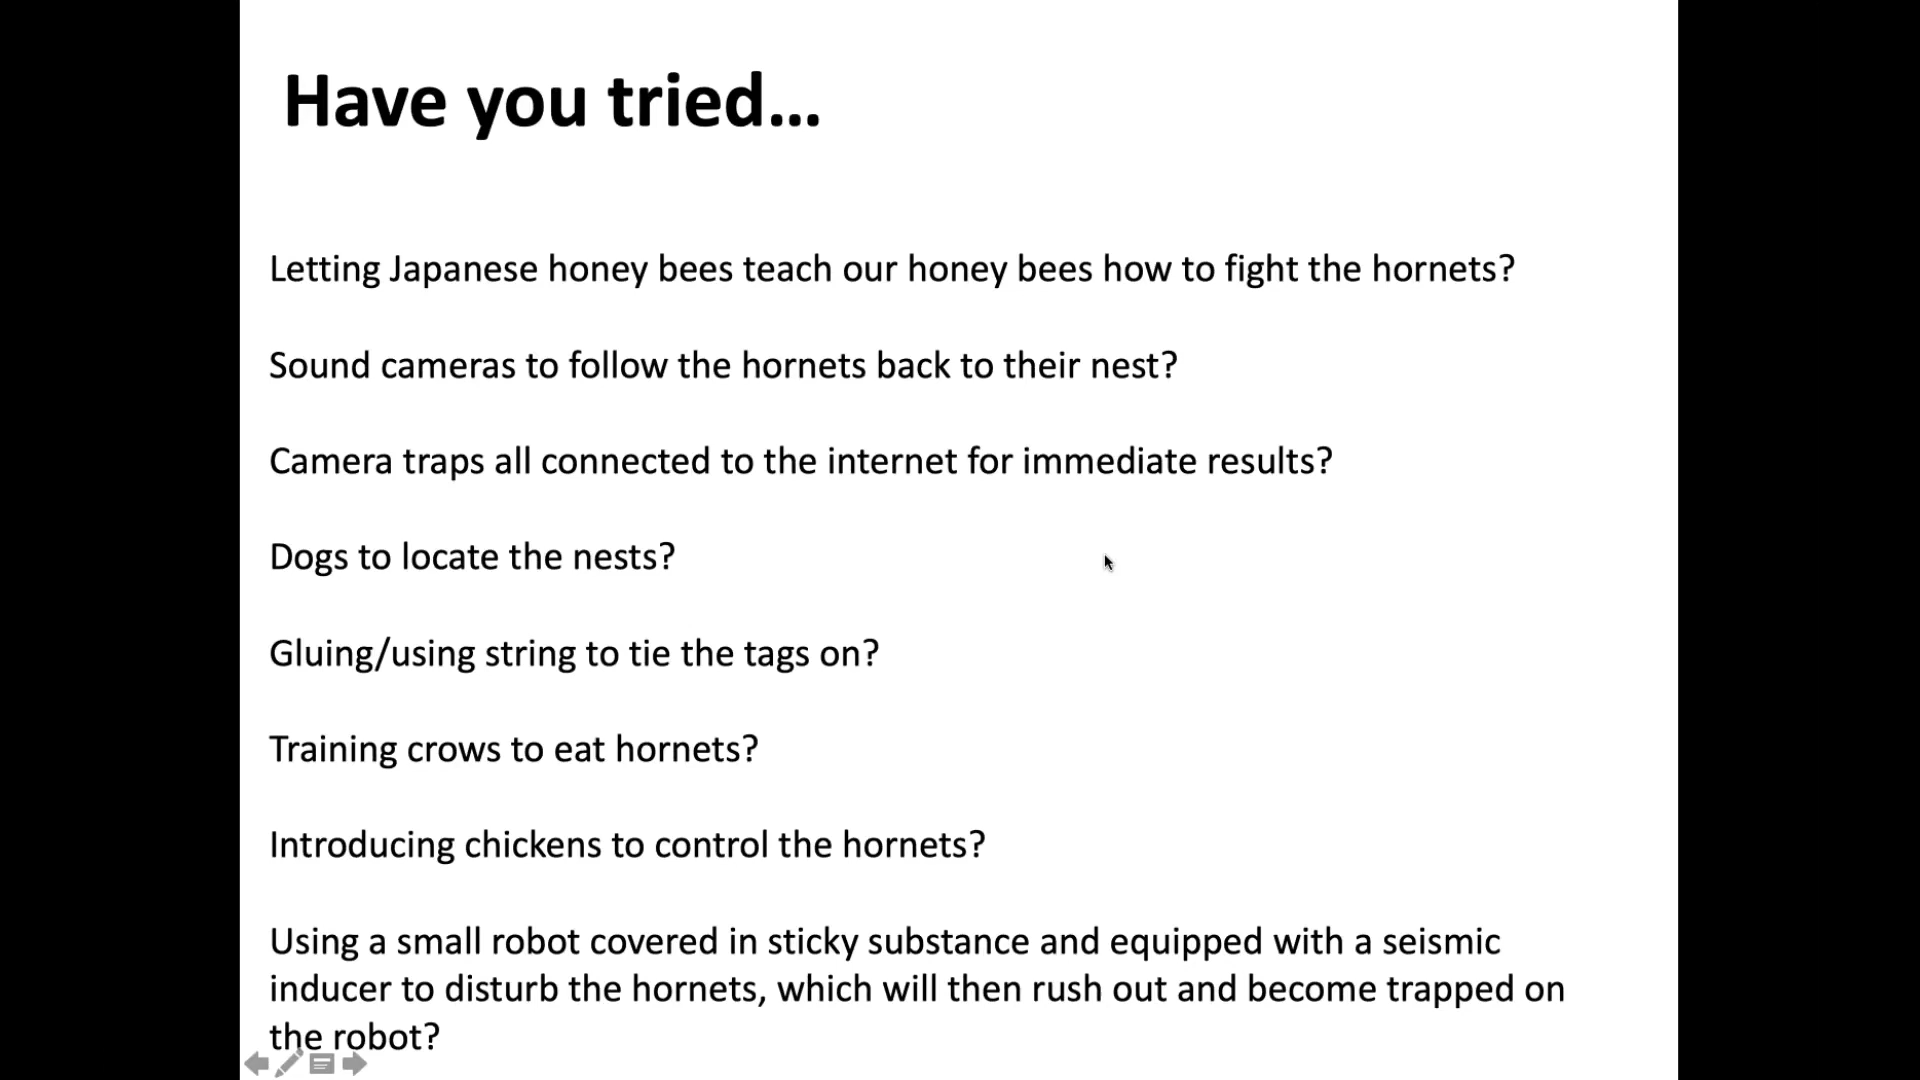 Have you tried...
Letting Japanese honey bees teach our honey bees how to fight the hornets?
Sound cameras to follow the hornets back to their nest?
Camera traps all connected to the internet for immediate results?
Dogs to locate the nests?
Gluing/using string to tie the tags on?
Training crows to eat hornets?
Introducing chickens to control the hornets?
Using a small robot covered in sticky substance and equipped with a seismic
inducer to disturb the hornets, which will then rush out and become trapped on
the robot?